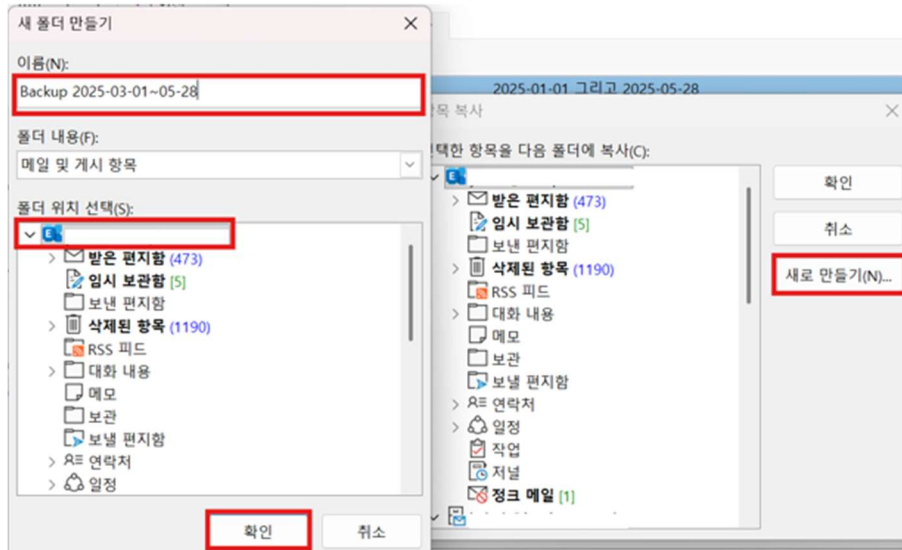 새 폴더 만들기
이름(N):
Backup 2025-03-01~05-28
폴더 내용(F):
메일 및 게시 항목
폴더 위치 선택(S):
받은 편지함 (473)
임시 보관함 [5]
보낸 편지함
삭제된 항목 (1190)
RSS 피드
대화 내용
메모
보관
보낼 편지함
연락처
일정
확인
취소
2025-01-01 그리고 2025-05-28
항목 복사
선택한 항목을 다음 폴더에 복사(C):
받은 편지함 (473)
임시 보관함 [5]
보낸 편지함
삭제된 항목 (1190)
RSS 피드
대화 내용
메모
보관
보낼 편지함
연락처
일정
작업
저널
정크 메일 [1]
확인
취소
새로 만들기(N)...